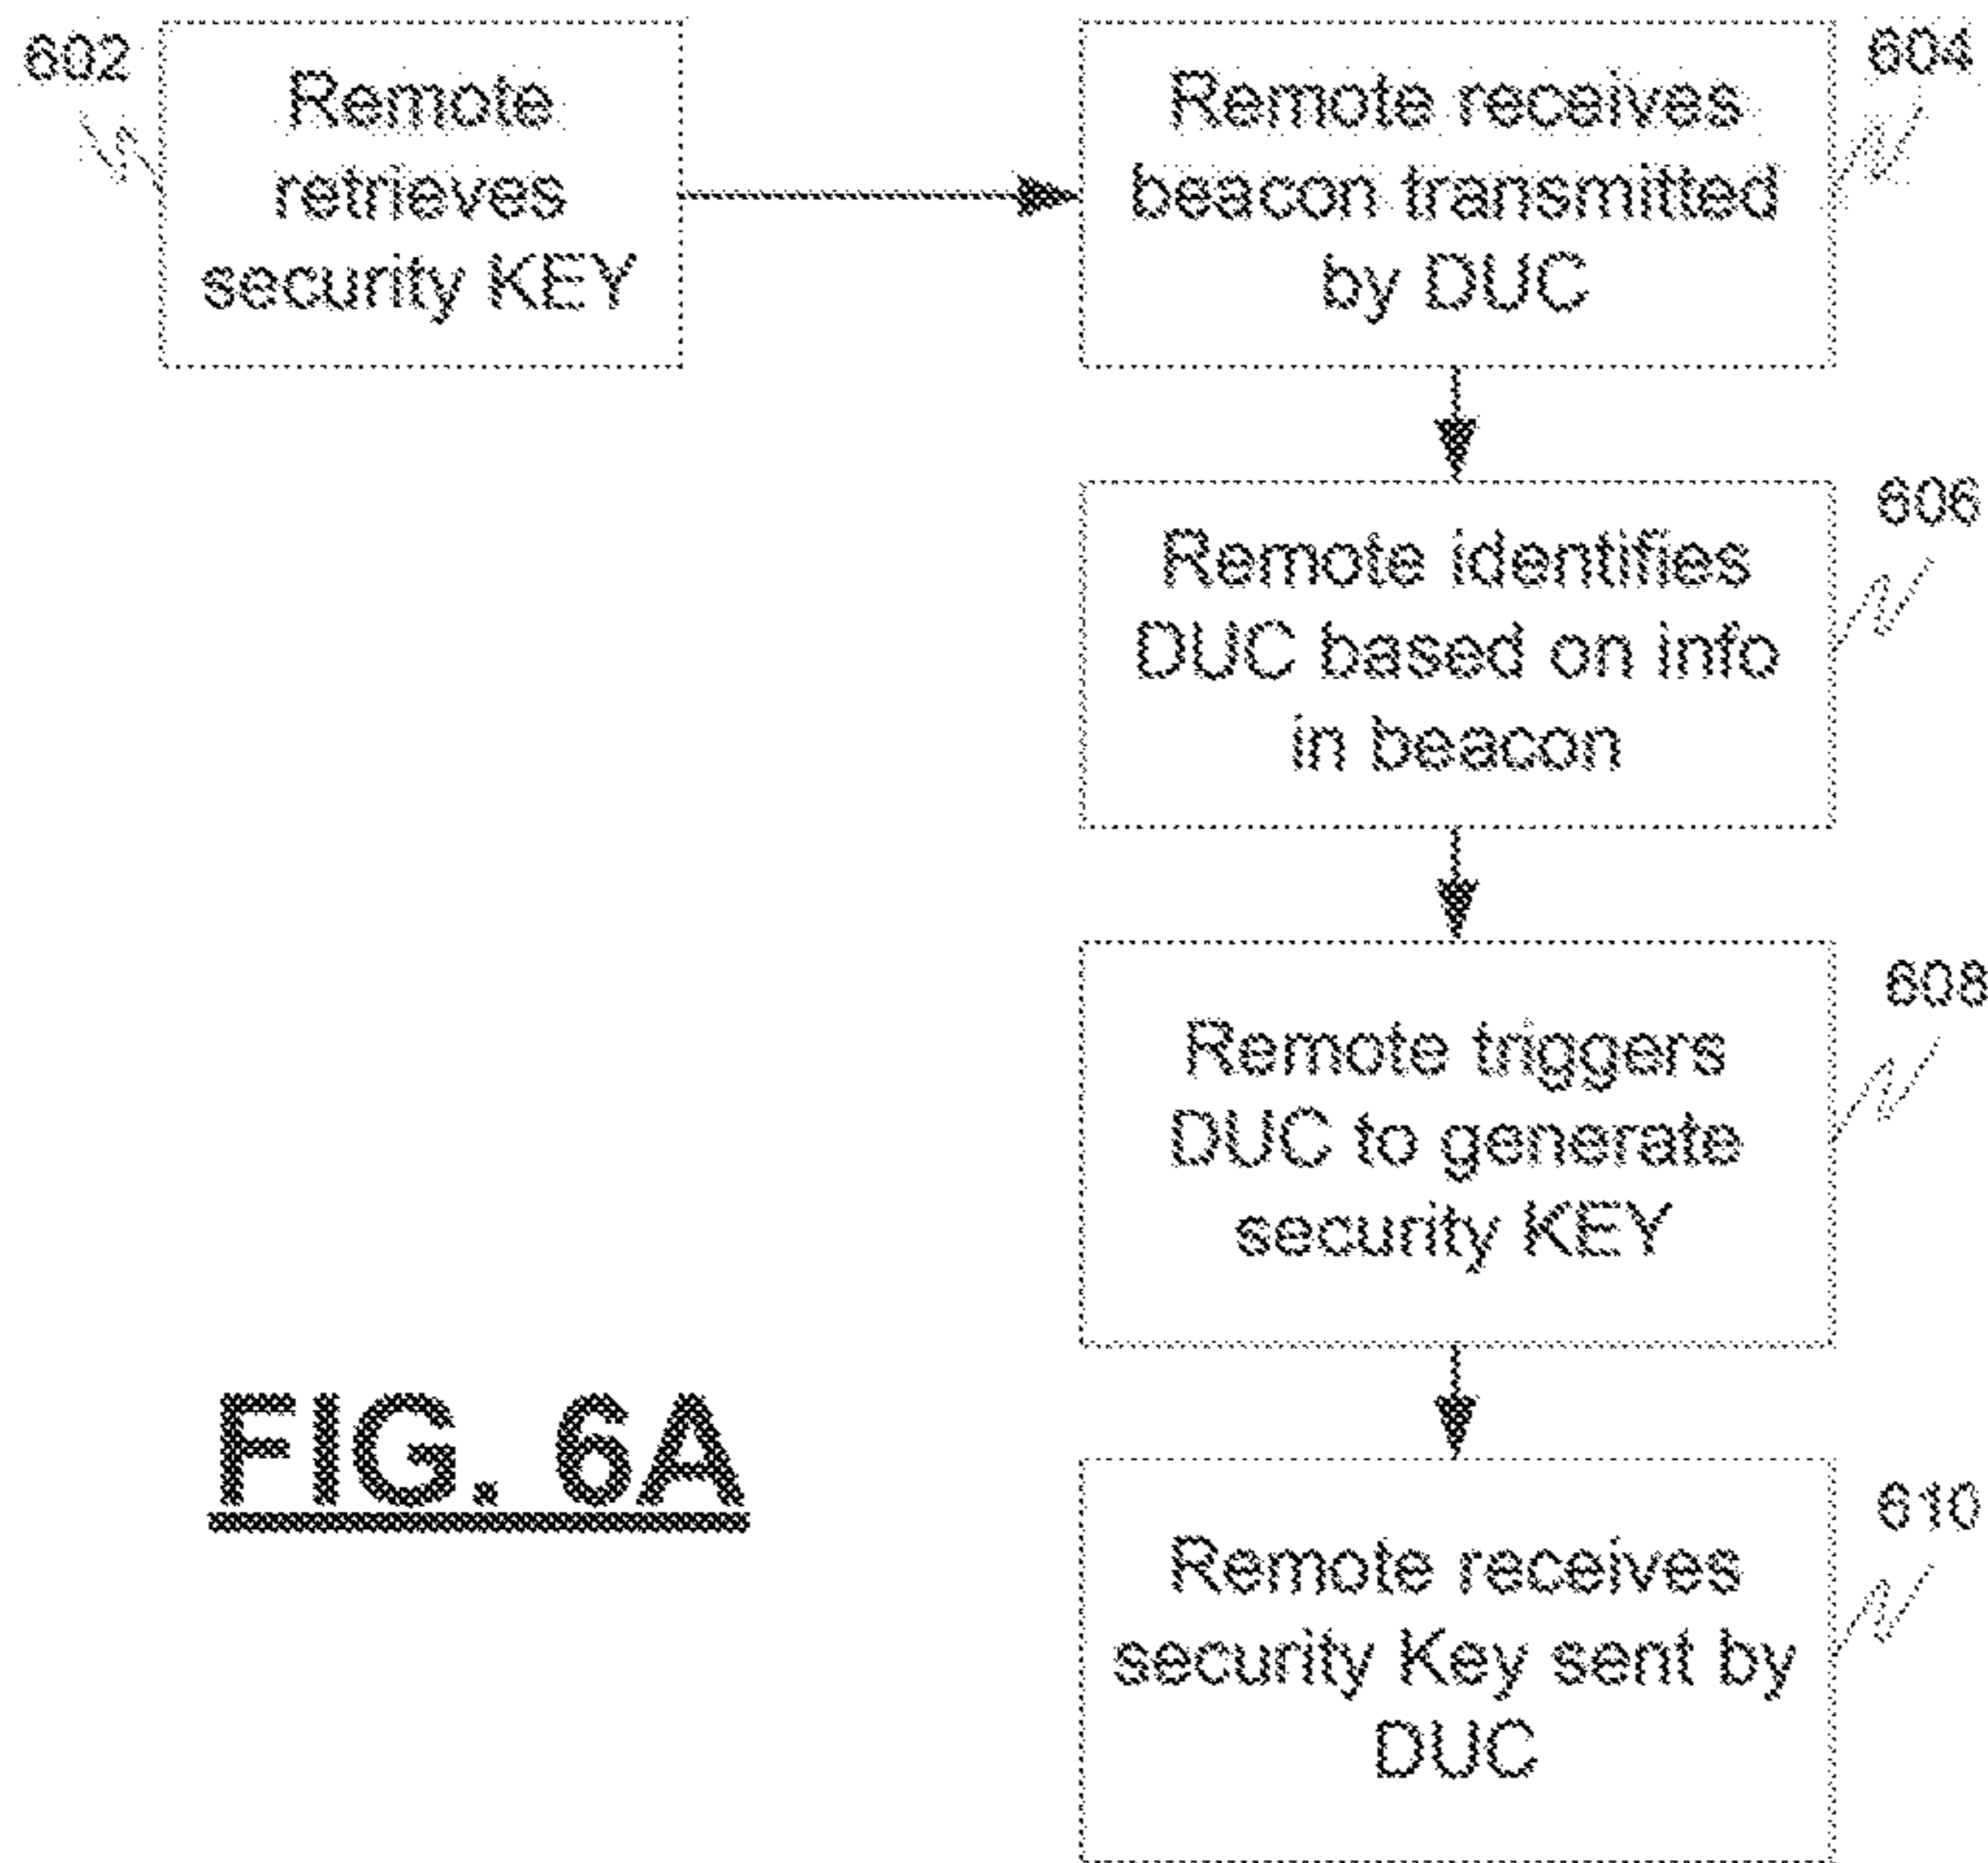 602
Remote
retrieves
security KEY
604
Remote receives
beacon transmitted
by DUC
606
Remote identifies
DUC based on info
in beacon
608
Remote triggers
DUC to generate
security KEY
610
Remote receives
security Key sent by
DUC
FIG. 6A